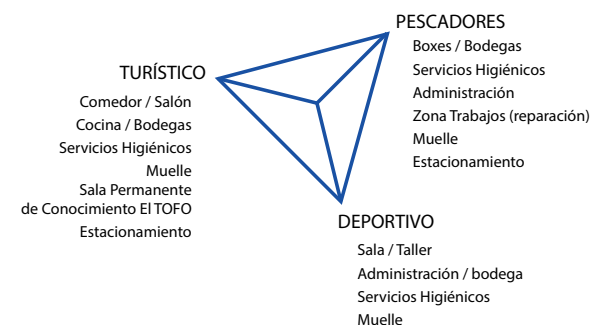 PESCADORES
Boxes / Bodegas
Servicios Higiénicos
Administración
Zona Trabajos (reparación)
Muelle
Estacionamiento
TURÍSTICO
Comedor / Salón
Cocina / Bodegas
Servicios Higiénicos
Muelle
Sala Permanente
de Conocimiento El TOFO
Estacionamiento
DEPORTIVO
Sala / Taller
Administración / bodega
Servicios Higiénicos
Muelle